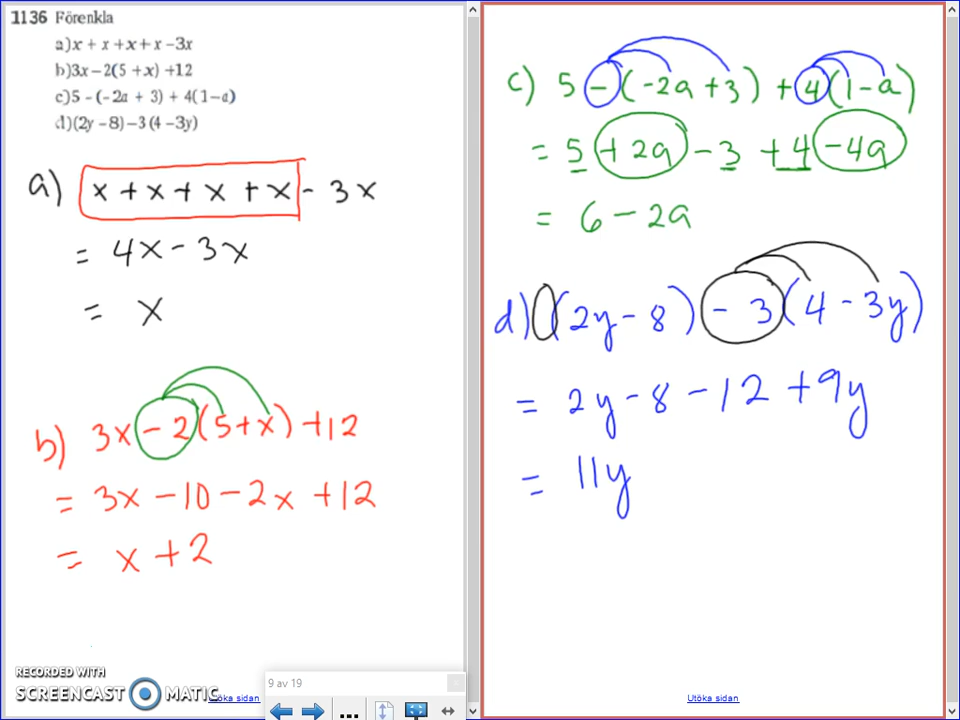 1136 Förenkla
a)x + x +x+x –3x
b)3x – 2(5 +x) +12
c)5 – (–2a + 3) + 4(1–a)
d)(2y –8)–3(4 –3y)
a) x + x + x + x - 3x
= 4x - 3x
= x
b) 3x - 2(5+x) +12
= 3x - 10 - 2x + 12
= x + 2
RECORDED WITH
SCREENCAST MATIC
Utöka sidan
9 av 19
...
c) 5 - (-2a + 3) + 4(1-a)
= 5 + 2a - 3 + 4 - 4a
= 6 - 2a
d) (2y - 8) - 3(4 - 3y)
= 2y - 8 - 12 + 9y
= 11y
Utöka sidan